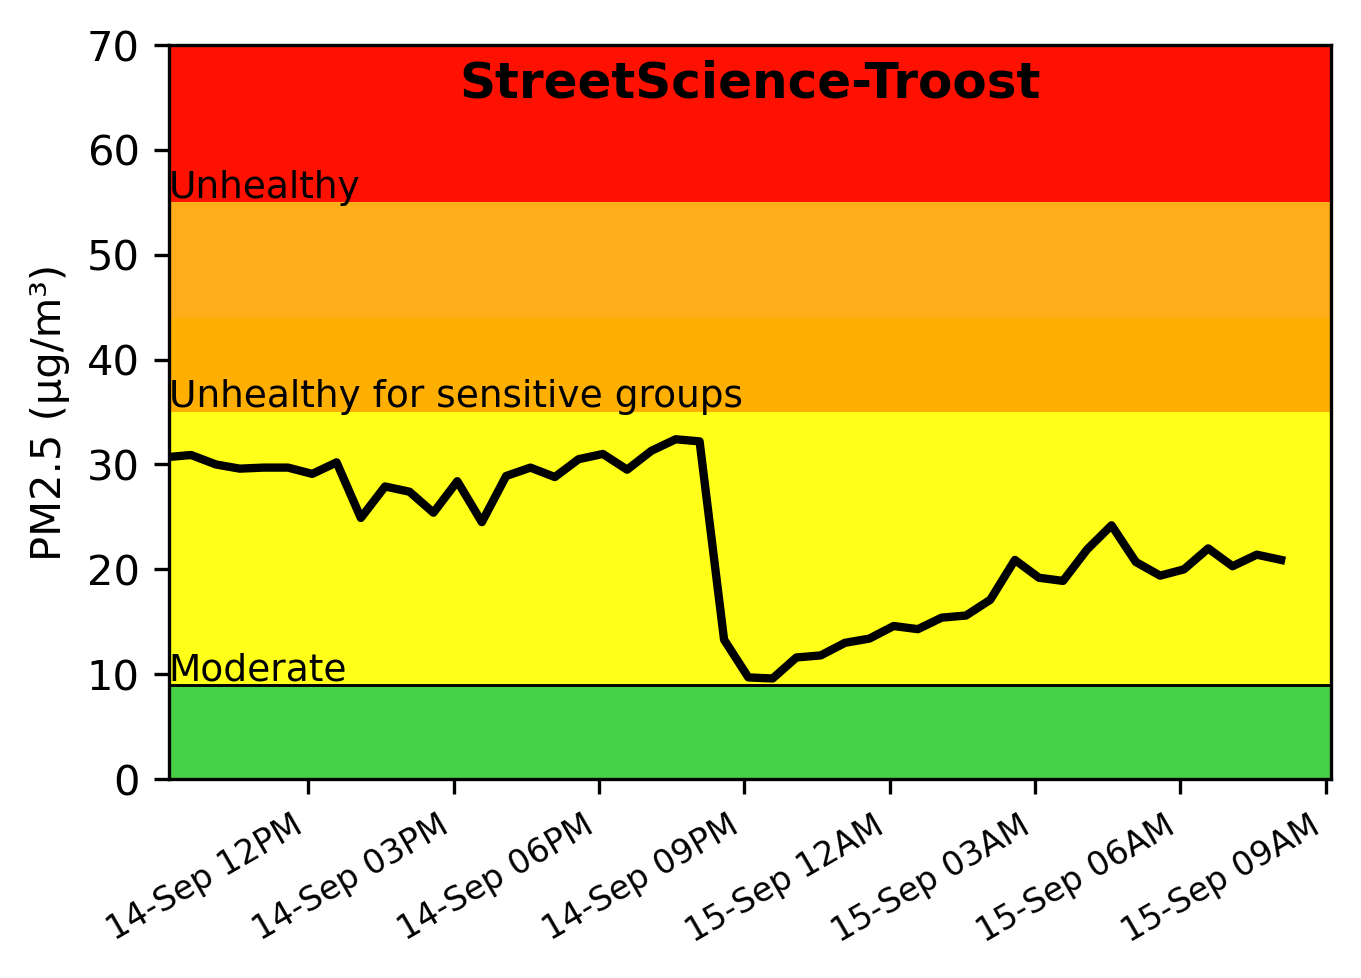 StreetScience-Troost
70
60
50
40
30
20
10
0
PM2.5 (µg/m³)
Unhealthy
Unhealthy for sensitive groups
Moderate
14-Sep 12PM
14-Sep 03PM
14-Sep 06PM
14-Sep 09PM
15-Sep 12AM
15-Sep 03AM
15-Sep 06AM
15-Sep 09AM